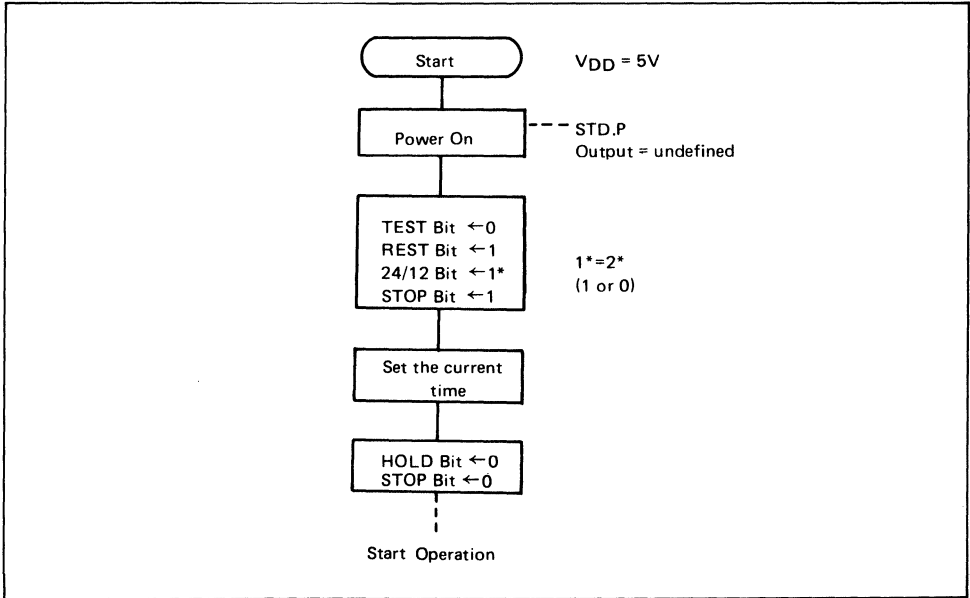 Start
VDD = 5V
Power On
STD.P
Output = undefined
TEST Bit ←0
REST Bit ←1
24/12 Bit ←1*
STOP Bit ←1
1*=2*
(1 or 0)
Set the current
time
HOLD Bit ←0
STOP Bit ←0
Start Operation